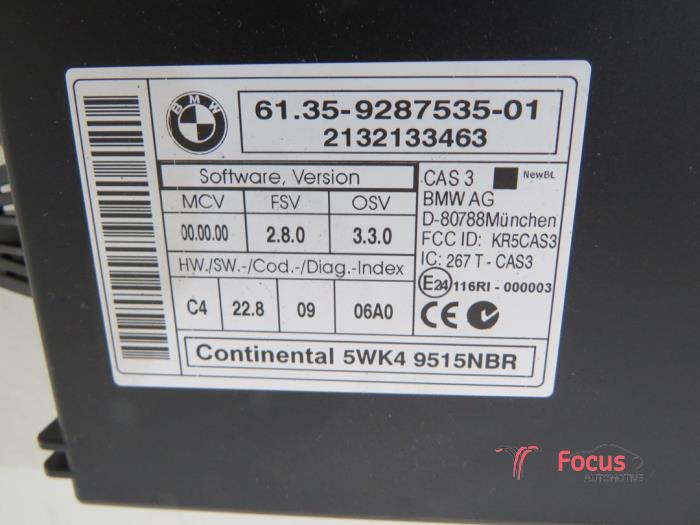 BMW
61.35-9287535-01
2132133463
Software, Version
MCV FSV OSV
00.00.00 2.8.0 3.3.0
HW./SW.-/Cod.-/Diag.-Index
C4 22.8 09 06A0
CAS 3 NewBL
BMW AG
D-80788München
FCC ID: KR5CAS3
IC: 267 T - CAS3
E24 116RI - 000003
CE N
Continental 5WK4 9515NBR
Focus
AUTOMOTIVE